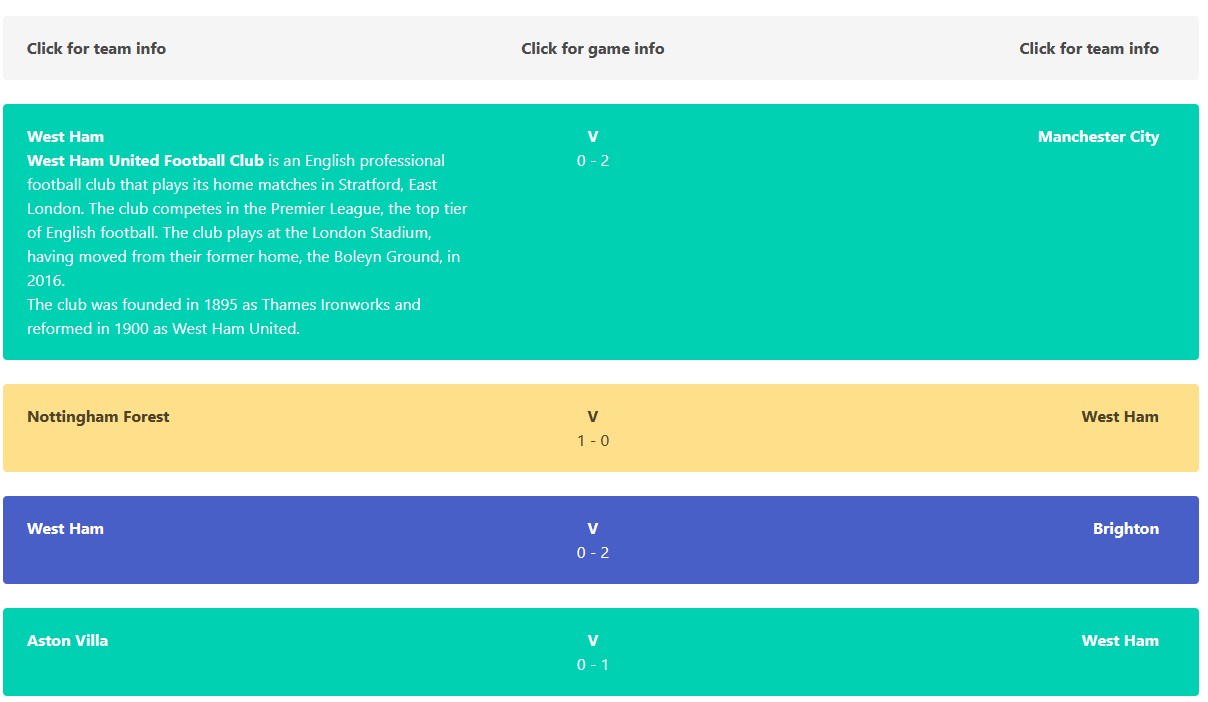 Click for team info Click for game info Click for team info
West Ham V Manchester City
West Ham United Football Club is an English professional 0 - 2
football club that plays its home matches in Stratford, East
London. The club competes in the Premier League, the top tier
of English football. The club plays at the London Stadium,
having moved from their former home, the Boleyn Ground, in
2016.
The club was founded in 1895 as Thames Ironworks and
reformed in 1900 as West Ham United.
Nottingham Forest V West Ham
1 - 0
West Ham V Brighton
0 - 2
Aston Villa V West Ham
0 - 1